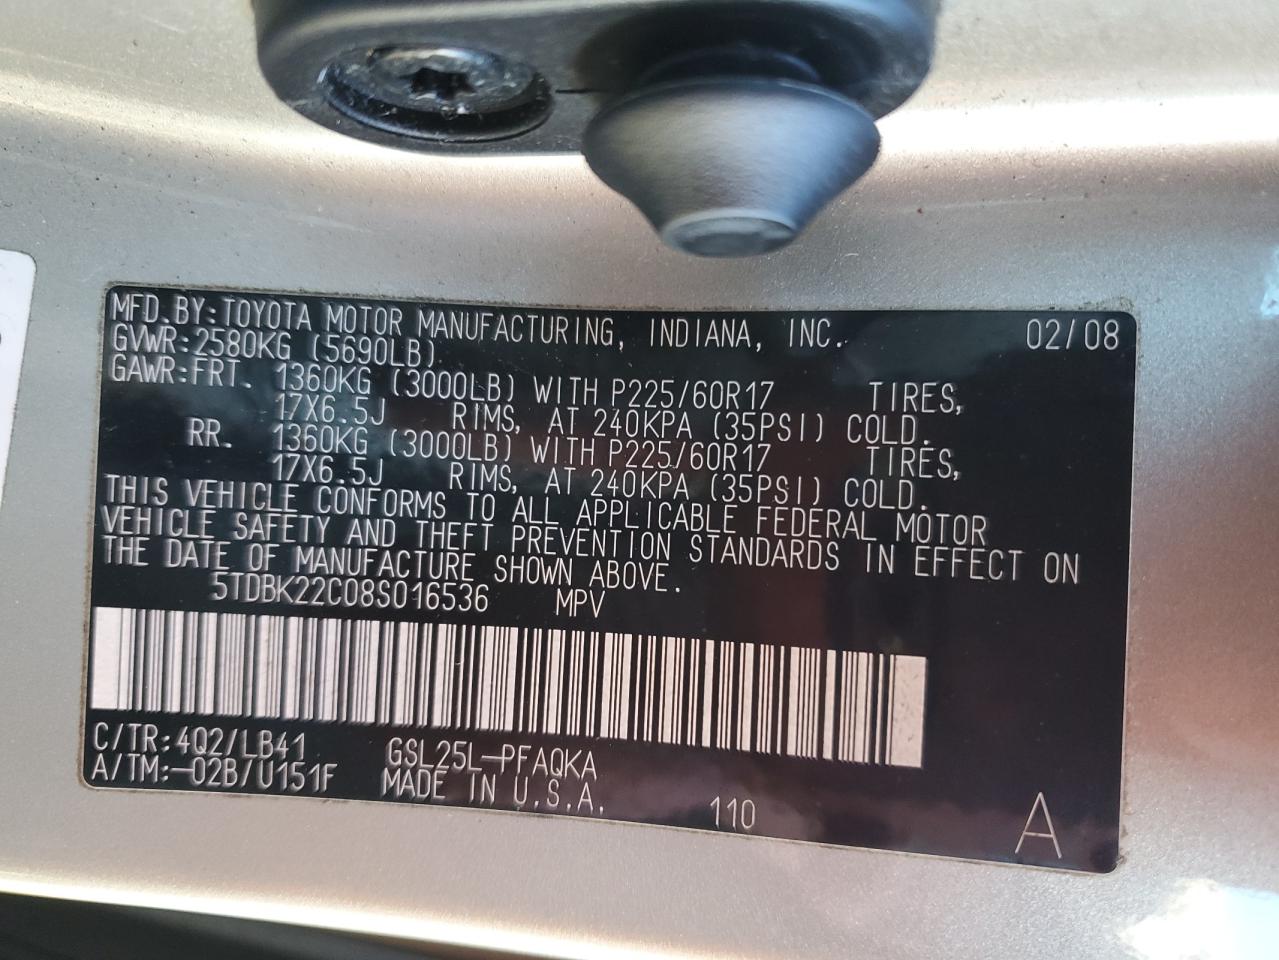 MFD.BY:TOYOTA MOTOR MANUFACTURING, INDIANA, INC. 02/08
GVWR:2580KG (5690LB)
GAWR:FRT. 1360KG (3000LB) WITH P225/60R17 TIRES,
17X6.5J RIMS, AT 240KPA (35PSI) COLD.
RR. 1360KG (3000LB) WITH P225/60R17 TIRES,
17X6.5J RIMS, AT 240KPA (35PSI) COLD.
THIS VEHICLE CONFORMS TO ALL APPLICABLE FEDERAL MOTOR
VEHICLE SAFETY AND THEFT PREVENTION STANDARDS IN EFFECT ON
THE DATE OF MANUFACTURE SHOWN ABOVE.
5TDBK22C08S016536 MPV
C/TR:4Q2/LB41 GSL25L-PFAQKA
A/TM:-02B/U151F MADE IN U.S.A. 110 A